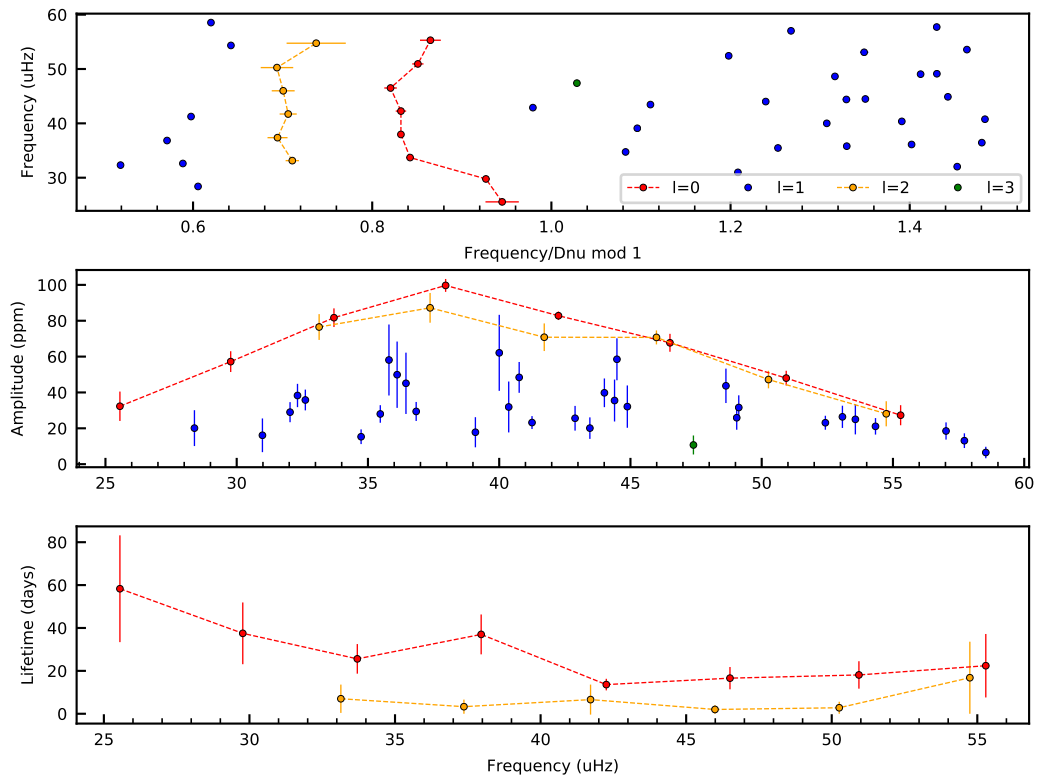 60
50
40
30
Frequency (uHz)
l=0 l=1 l=2 l=3
0.6 0.8 1.0 1.2 1.4
Frequency/Dnu mod 1
100
80
60
40
20
0
Amplitude (ppm)
25 30 35 40 45 50 55 60
80
60
40
20
0
Lifetime (days)
25 30 35 40 45 50 55
Frequency (uHz)